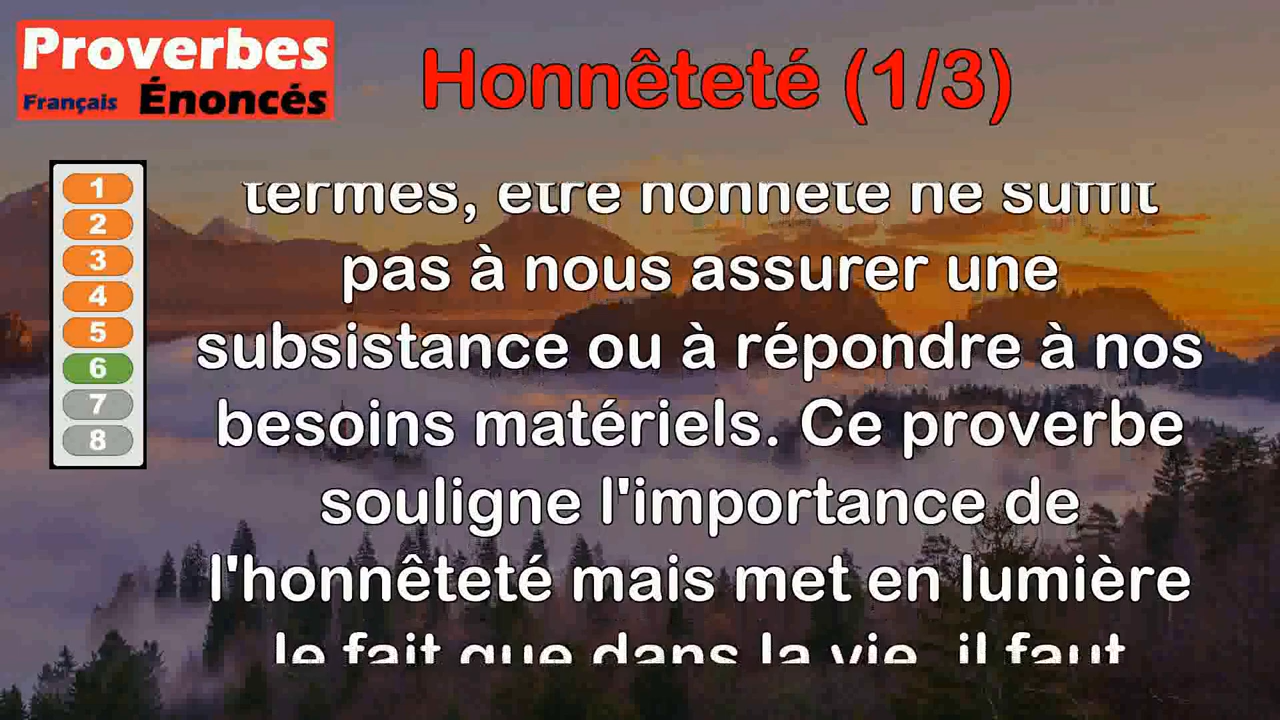 Proverbes
Français Énoncés
Honnêteté (1/3)
1
2
3
4
5
6
7
8
termes, être honnête ne suffit
pas à nous assurer une
subsistance ou à répondre à nos
besoins matériels. Ce proverbe
souligne l'importance de
l'honnêteté mais met en lumière
le fait que dans la vie, il faut